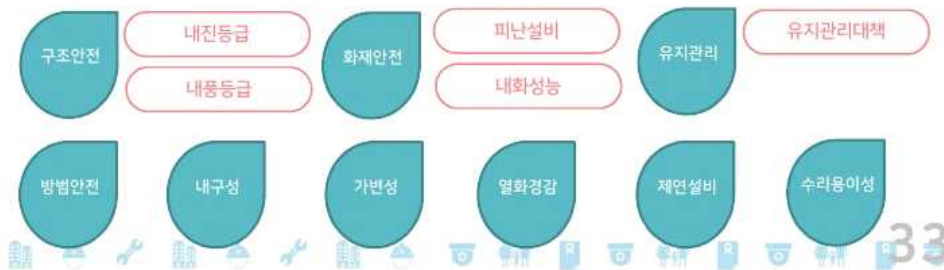 구조안전
내진등급
내풍등급
화재안전
피난설비
내화성능
유지관리
유지관리대책
방범안전
내구성
가변성
열화경감
제연설비
수리용이성
33